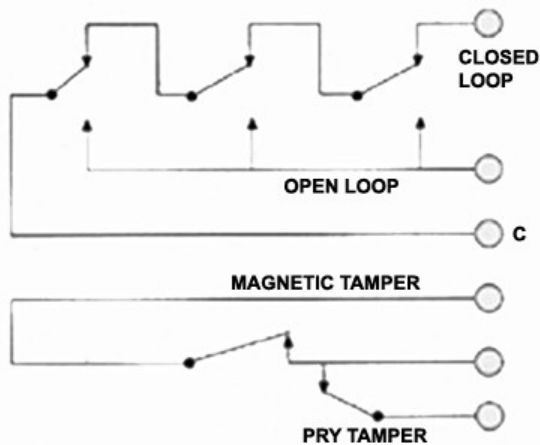 CLOSED
LOOP
OPEN LOOP
C
MAGNETIC TAMPER
PRY TAMPER